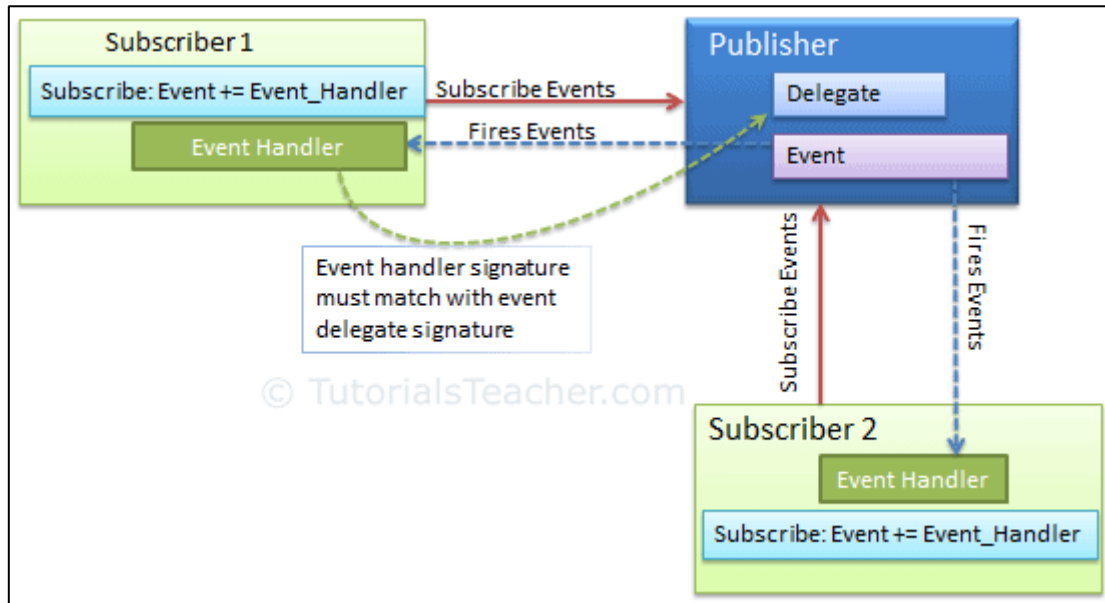 Subscriber 1
Subscribe: Event += Event_Handler
Event Handler
Subscribe Events
Fires Events
Publisher
Delegate
Event
Event handler signature
must match with event
delegate signature
Subscribe Events
Fires Events
© TutorialsTeacher.com
Subscriber 2
Event Handler
Subscribe: Event += Event_Handler